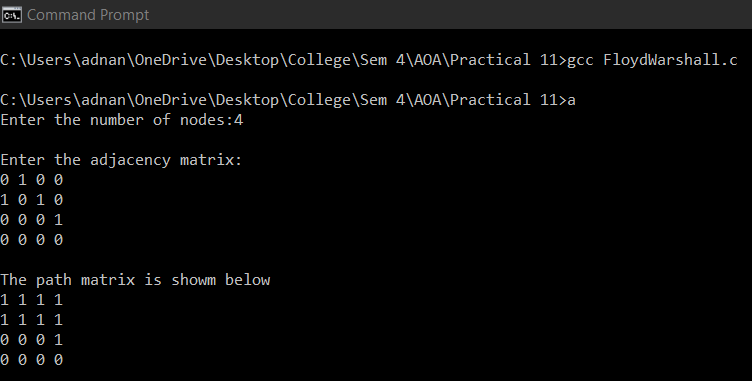 Command Prompt
C:\Users\adnan\OneDrive\Desktop\College\Sem 4\AOA\Practical 11>gcc FloydWarshall.c
C:\Users\adnan\OneDrive\Desktop\College\Sem 4\AOA\Practical 11>a
Enter the number of nodes:4
Enter the adjacency matrix:
0 1 0 0
1 0 1 0
0 0 0 1
0 0 0 0
The path matrix is showm below
1 1 1 1
1 1 1 1
0 0 0 1
0 0 0 0